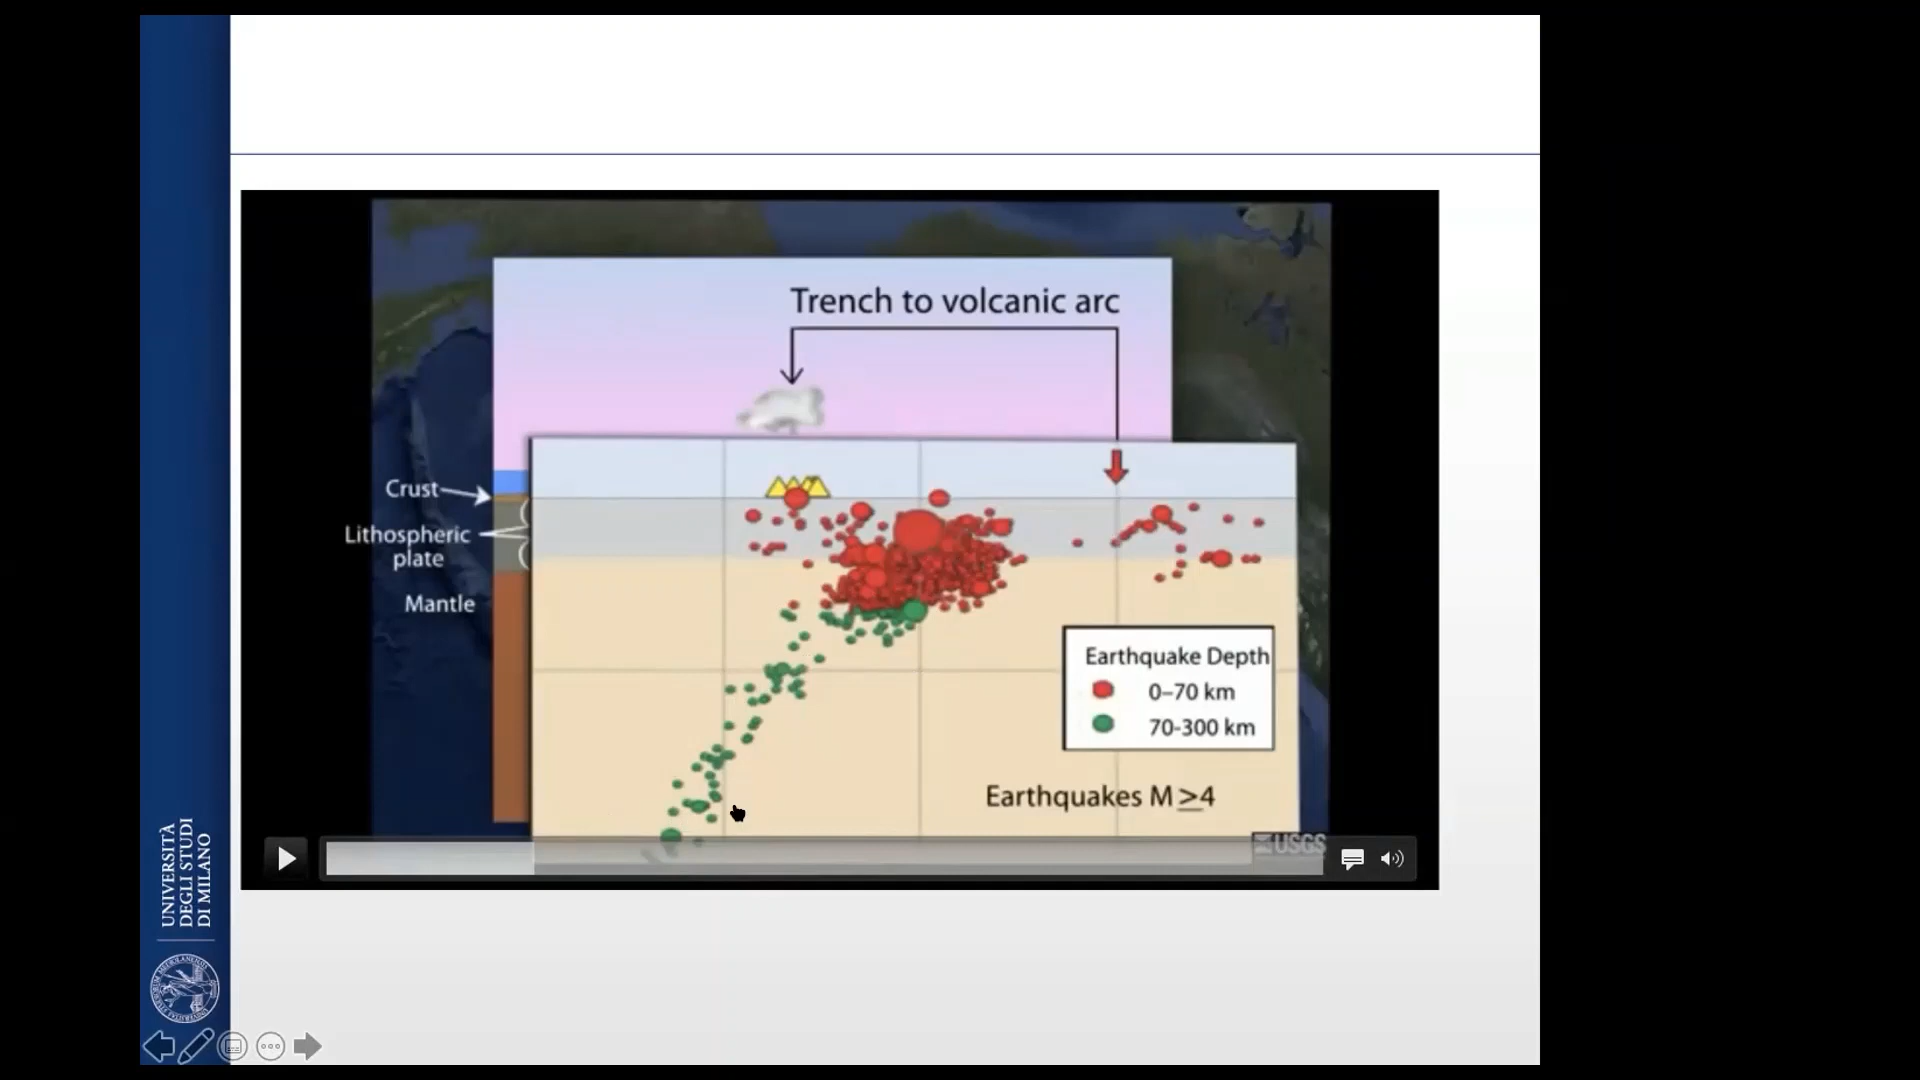 Trench to volcanic arc
Crust
Lithospheric
plate
Mantle
Earthquake Depth
0–70 km
70-300 km
Earthquakes M ≥4
USGS
UNIVERSITÀ
DEGLI STUDI
DI MILANO